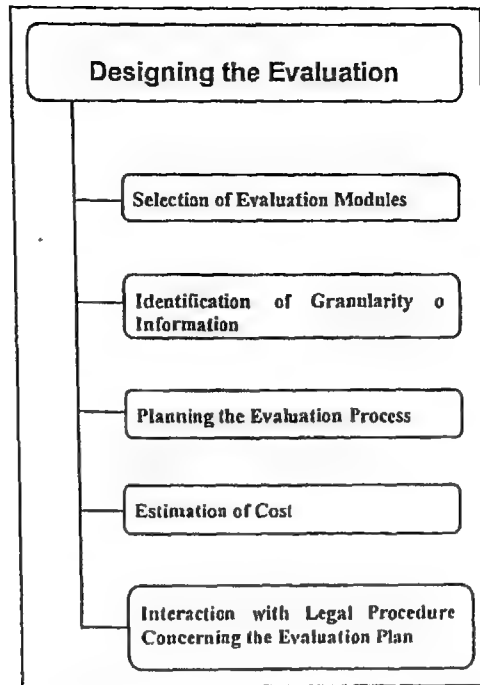 Designing the Evaluation
Selection of Evaluation Modules
Identification of Granularity o
Information
Planning the Evaluation Process
Estimation of Cost
Interaction with Legal Procedure
Concerning the Evaluation Plan